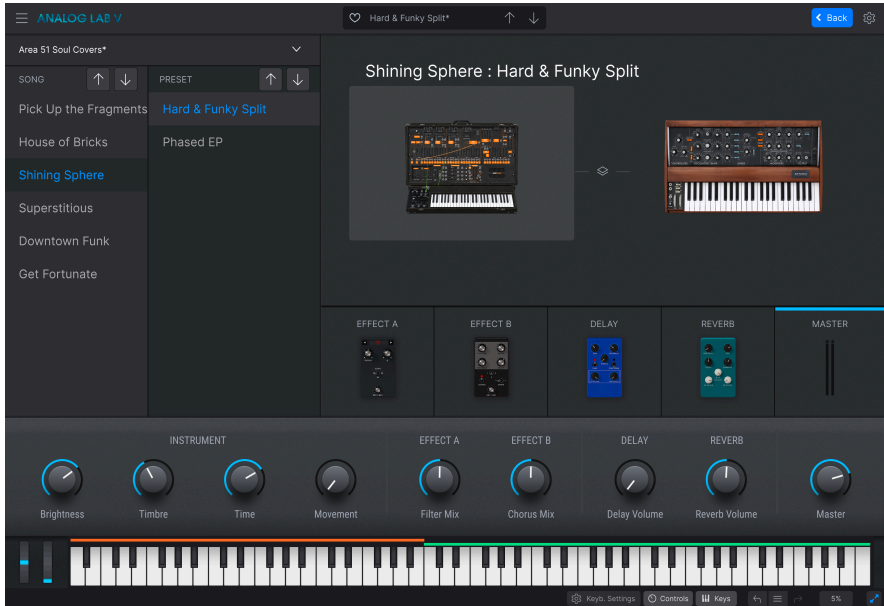 ANALOG LAB V
Hard & Funky Split*
Back
Area 51 Soul Covers*
SONG
PRESET
Pick Up the Fragments
Hard & Funky Split
House of Bricks
Phased EP
Shining Sphere
Superstitious
Downtown Funk
Get Fortunate
Shining Sphere : Hard & Funky Split
EFFECT A
EFFECT B
DELAY
REVERB
MASTER
INSTRUMENT
EFFECT A
EFFECT B
DELAY
REVERB
Brightness
Timbre
Time
Movement
Filter Mix
Chorus Mix
Delay Volume
Reverb Volume
Master
Keyb. Settings
Controls
Keys
5%